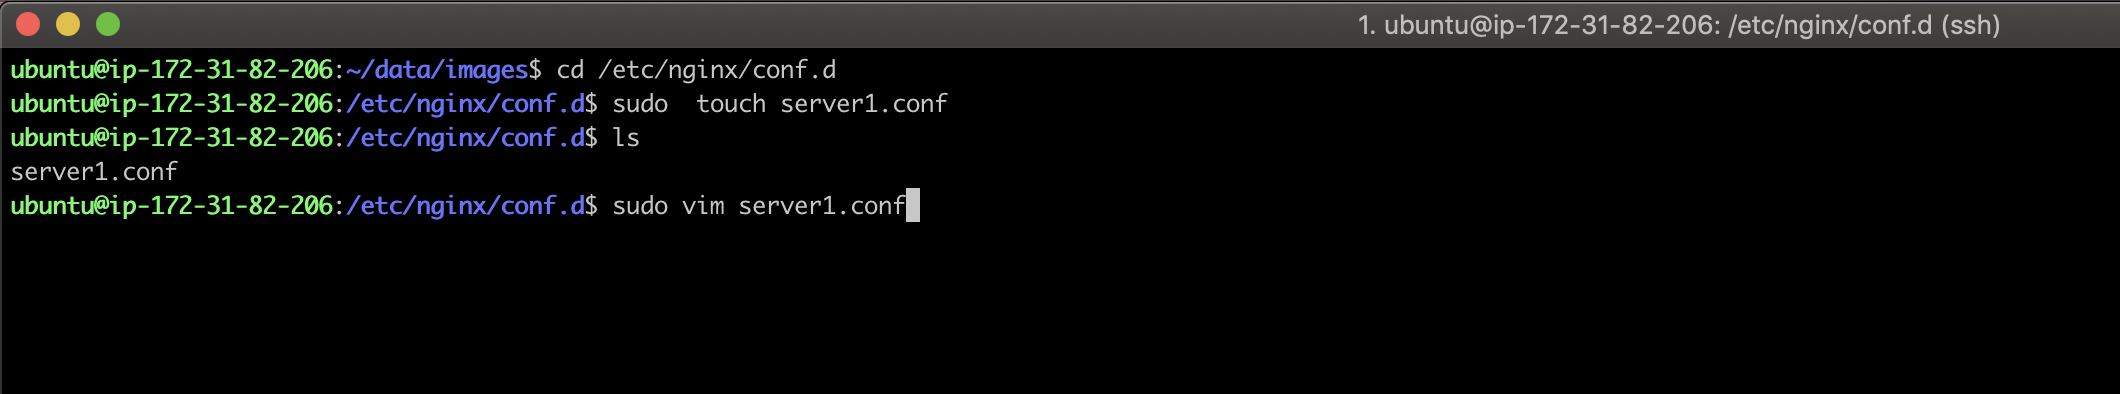 1. ubuntu@ip-172-31-82-206: /etc/nginx/conf.d (ssh)
ubuntu@ip-172-31-82-206:~/data/images$ cd /etc/nginx/conf.d
ubuntu@ip-172-31-82-206:/etc/nginx/conf.d$ sudo  touch server1.conf
ubuntu@ip-172-31-82-206:/etc/nginx/conf.d$ ls
server1.conf
ubuntu@ip-172-31-82-206:/etc/nginx/conf.d$ sudo vim server1.conf